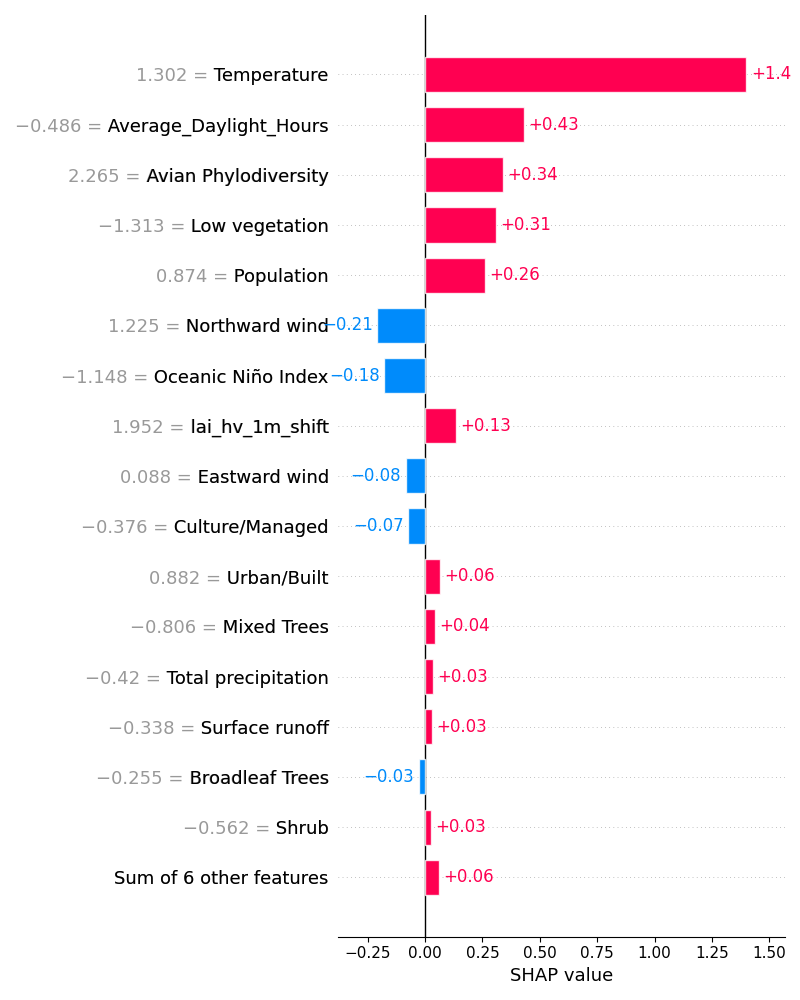 1.302 = Temperature +1.4
−0.486 = Average_Daylight_Hours +0.43
2.265 = Avian Phylodiversity +0.34
−1.313 = Low vegetation +0.31
0.874 = Population +0.26
1.225 = Northward wind −0.21
−1.148 = Oceanic Niño Index −0.18
1.952 = lai_hv_1m_shift +0.13
0.088 = Eastward wind −0.08
−0.376 = Culture/Managed −0.07
0.882 = Urban/Built +0.06
−0.806 = Mixed Trees +0.04
−0.42 = Total precipitation +0.03
−0.338 = Surface runoff +0.03
−0.255 = Broadleaf Trees −0.03
−0.562 = Shrub +0.03
Sum of 6 other features +0.06
−0.25 0.00 0.25 0.50 0.75 1.00 1.25 1.50
SHAP value